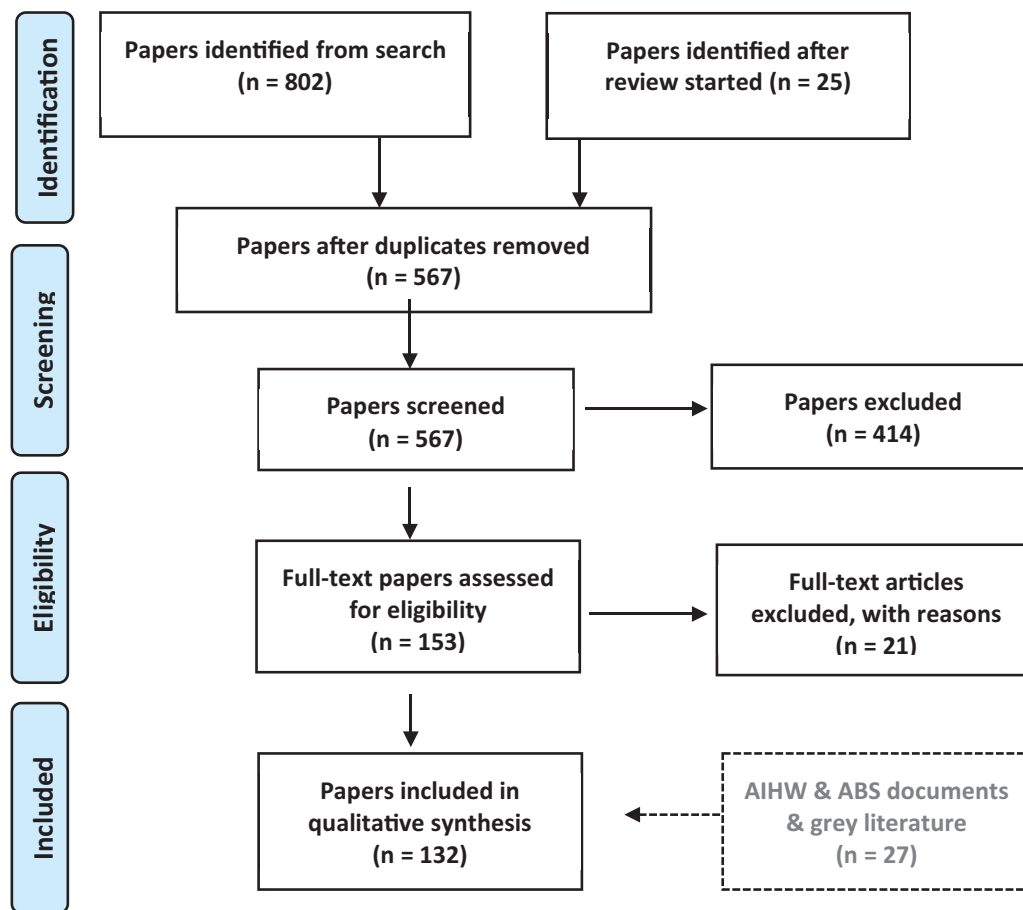 Identification
Papers identified from search
(n = 802)
Papers identified after
review started (n = 25)
Papers after duplicates removed
(n = 567)
Screening
Papers screened
(n = 567)
Papers excluded
(n = 414)
Eligibility
Full-text papers assessed
for eligibility
(n = 153)
Full-text articles
excluded, with reasons
(n = 21)
Included
Papers included in
qualitative synthesis
(n = 132)
AIHW & ABS documents
& grey literature
(n = 27)